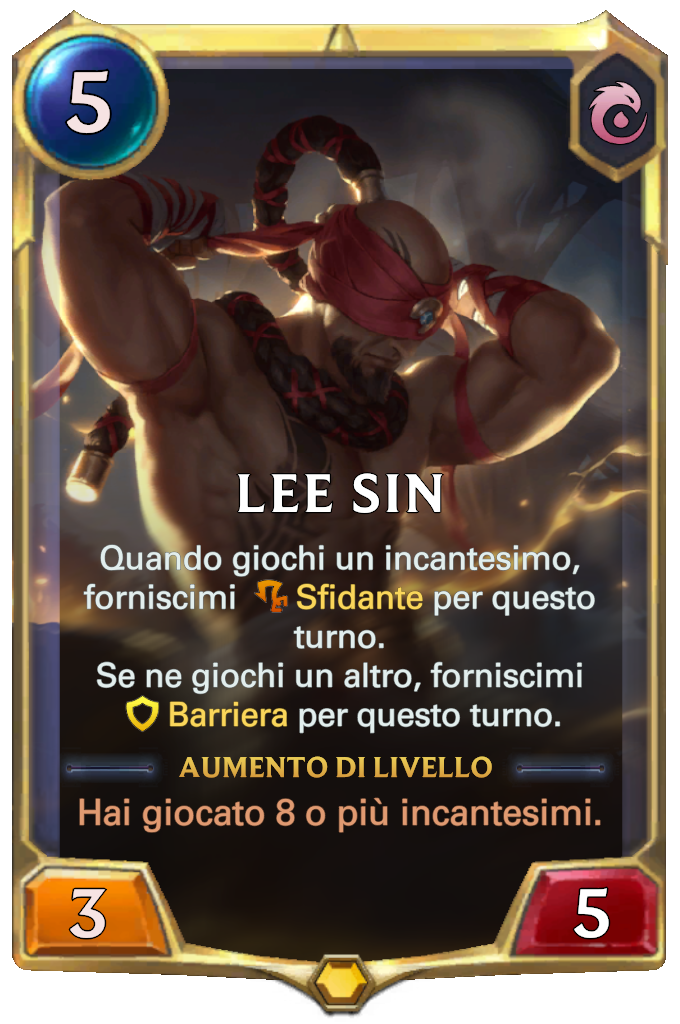 5
LEE SIN
Quando giochi un incantesimo,
forniscimi Sfidante per questo
turno.
Se ne giochi un altro, forniscimi
Barriera per questo turno.
AUMENTO DI LIVELLO
Hai giocato 8 o più incantesimi.
3
5